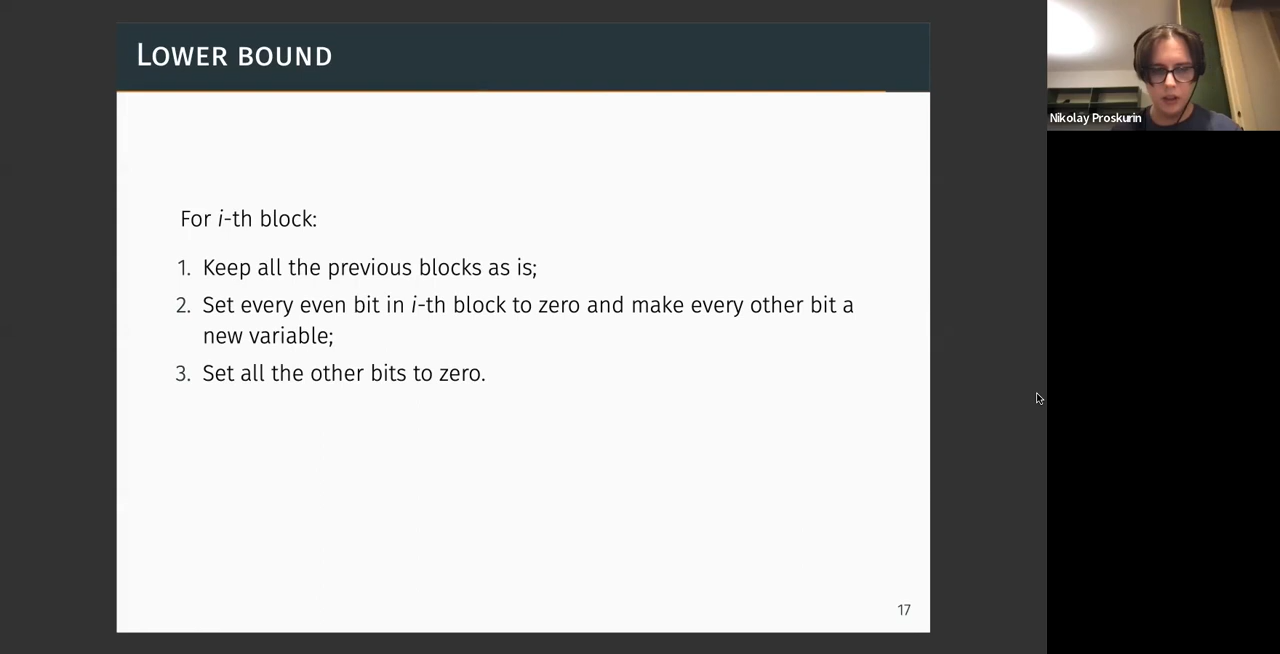 LOWER BOUND
Nikolay Proskurin
For i-th block:
1. Keep all the previous blocks as is;
2. Set every even bit in i-th block to zero and make every other bit a
new variable;
3. Set all the other bits to zero.
17